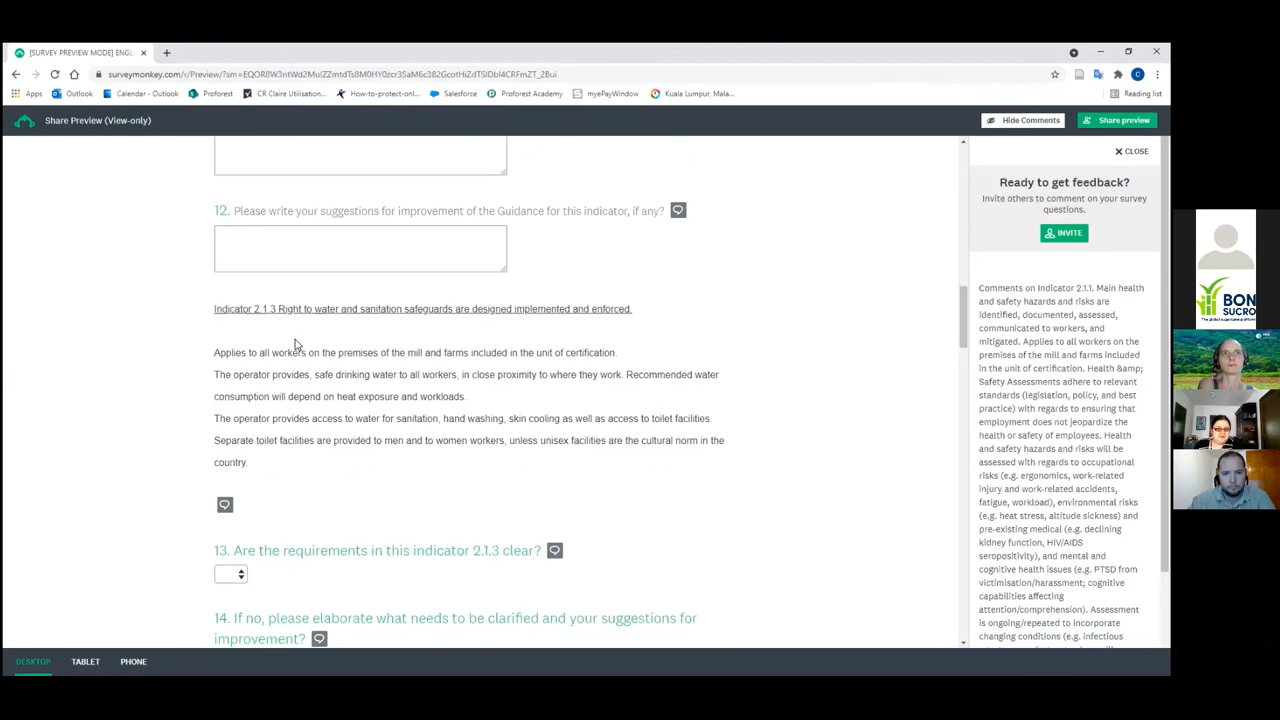 [SURVEY PREVIEW MODE] ENGL
surveymonkey.com/r/Preview/?sm=EQOR8W3ntWd2MulZZmtdTs8M0HY0zcr3SaM6c382GcotHiZdTSlDbl4CRFmZT_2Bui
Apps
Outlook
Calendar - Outlook
Proforest
CR Claire Utilisation...
How-to-protect-onl...
Salesforce
Proforest Academy
myePayWindow
Kuala Lumpur, Mala...
Reading list
Share Preview (View-only)
Hide Comments
Share preview
12. Please write your suggestions for improvement of the Guidance for this indicator, if any?
Indicator 2.1.3 Right to water and sanitation safeguards are designed implemented and enforced.
Applies to all workers on the premises of the mill and farms included in the unit of certification.
The operator provides, safe drinking water to all workers, in close proximity to where they work. Recommended water
consumption will depend on heat exposure and workloads.
The operator provides access to water for sanitation, hand washing, skin cooling as well as access to toilet facilities.
Separate toilet facilities are provided to men and to women workers, unless unisex facilities are the cultural norm in the
country.
13. Are the requirements in this indicator 2.1.3 clear?
14. If no, please elaborate what needs to be clarified and your suggestions for
improvement?
CLOSE
Ready to get feedback?
Invite others to comment on your survey
questions.
INVITE
Comments on Indicator 2.1.1. Main health
and safety hazards and risks are
identified, documented, assessed,
communicated to workers, and
mitigated. Applies to all workers on the
premises of the mill and farms included
in the unit of certification. Health &amp;
Safety Assessments adhere to relevant
standards (legislation, policy, and best
practice) with regards to ensuring that
employment does not jeopardize the
health or safety of employees. Health
and safety hazards and risks will be
assessed with regards to occupational
risks (e.g. ergonomics, work-related
injury and work-related accidents,
fatigue, workload), environmental risks
(e.g. heat stress, altitude sickness) and
pre-existing medical (e.g. declining
kidney function, HIV/AIDS
seropositivity), and mental and
cognitive health issues (e.g. PTSD from
victimisation/harassment; cognitive
capabilities affecting
attention/comprehension). Assessment
is ongoing/repeated to incorporate
changing conditions (e.g. infectious
DESKTOP
TABLET
PHONE
BON
SUCRO